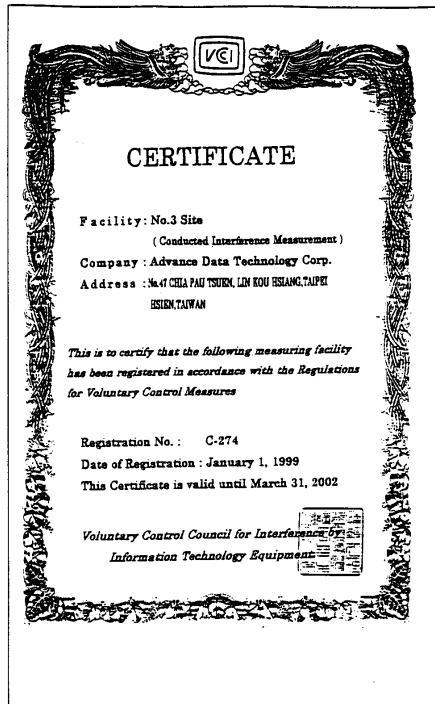 VCCI
CERTIFICATE
Facility: No.3 Site
( Conducted Interference Measurement )
Company : Advance Data Technology Corp.
Address : No.47 CHIA PAU TSUEN, LIN KOU HSIANG,TAIPEI
HSIEN,TAIWAN
This is to certify that the following measuring facility
has been registered in accordance with the Regulations
for Voluntary Control Measures
Registration No. : C-274
Date of Registration : January 1, 1999
This Certificate is valid until March 31, 2002
Voluntary Control Council for Interference by
Information Technology Equipment